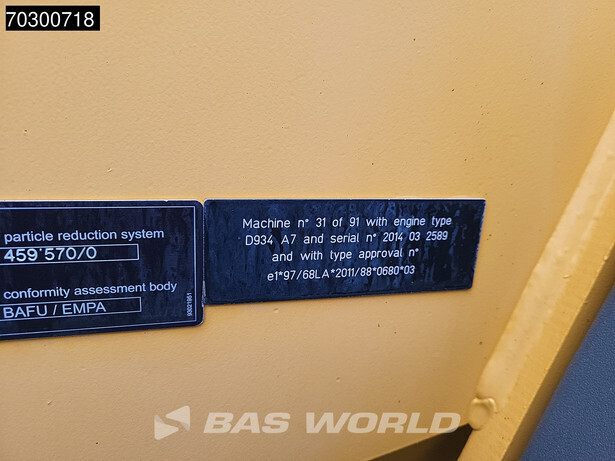 70300718
particle reduction system
459'570/0
conformity assessment body
BAFU / EMPA
93021951
Machine n° 31 of 91 with engine type
D934 A7 and serial n° 2014 03 2589
and with type approval n°
e1*97/68LA*2011/88*0680*03
BAS WORLD